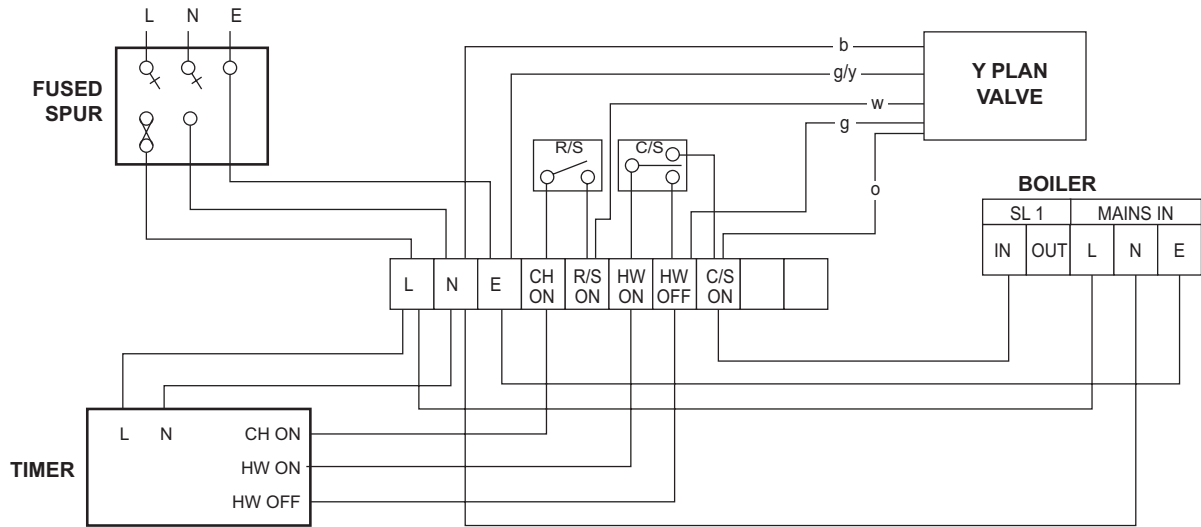 L N E
FUSED
SPUR
b
g/y
w
g
o
Y PLAN
VALVE
R/S
C/S
BOILER
SL 1 MAINS IN
IN OUT L N E
L N E CH ON R/S ON HW ON HW OFF C/S ON
TIMER
L N CH ON
HW ON
HW OFF